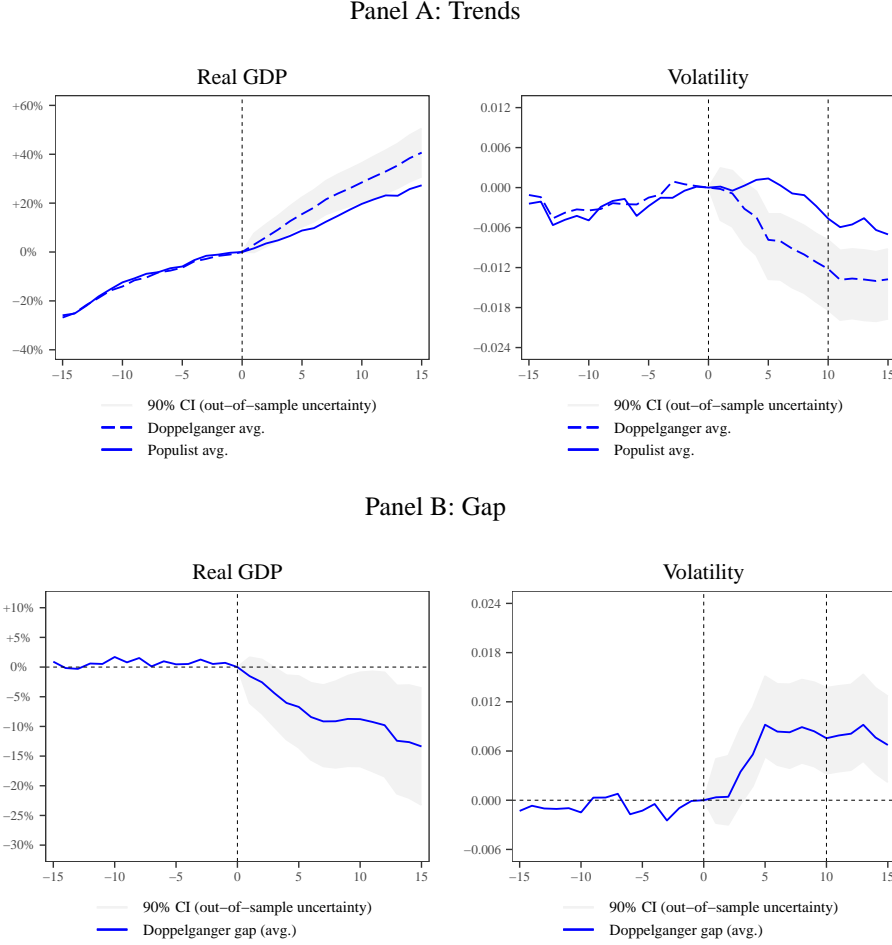 Panel A: Trends
Real GDP
Volatility
+60%
+40%
+20%
0%
−20%
−40%
−15 −10 −5 0 5 10 15
0.012
0.006
0.000
−0.006
−0.012
−0.018
−0.024
−15 −10 −5 0 5 10 15
90% CI (out−of−sample uncertainty)
Doppelganger avg.
Populist avg.
90% CI (out−of−sample uncertainty)
Doppelganger avg.
Populist avg.
Panel B: Gap
Real GDP
Volatility
+10%
+5%
0%
−5%
−10%
−15%
−20%
−25%
−30%
−15 −10 −5 0 5 10 15
0.024
0.018
0.012
0.006
0.000
−0.006
−15 −10 −5 0 5 10 15
90% CI (out−of−sample uncertainty)
Doppelganger gap (avg.)
90% CI (out−of−sample uncertainty)
Doppelganger gap (avg.)